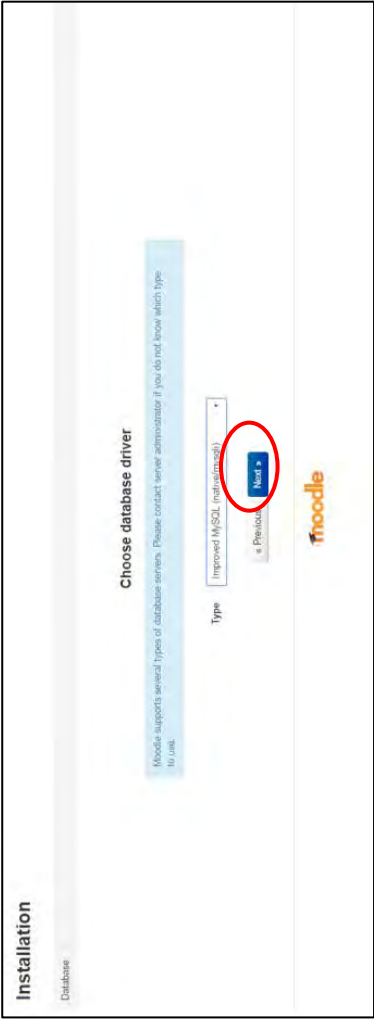 Installation
Database
Choose database driver
Moodle supports several types of database servers. Please contact server administrator if you do not know which type
to use.
Type
Improved MySQL (native/mysqli)
« Previous
Next »
moodle